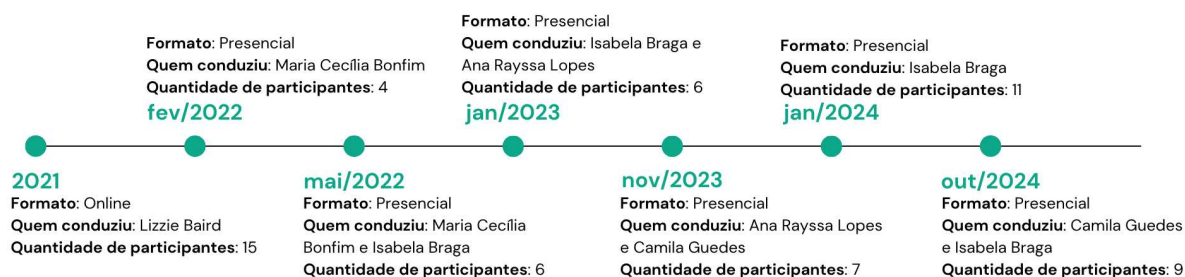 2021
Formato: Online
Quem conduziu: Lizzie Baird
Quantidade de participantes: 15
Formato: Presencial
Quem conduziu: Maria Cecília Bonfim
Quantidade de participantes: 4
fev/2022
mai/2022
Formato: Presencial
Quem conduziu: Maria Cecília
Bonfim e Isabela Braga
Quantidade de participantes: 6
Formato: Presencial
Quem conduziu: Isabela Braga e
Ana Rayssa Lopes
Quantidade de participantes: 6
jan/2023
nov/2023
Formato: Presencial
Quem conduziu: Ana Rayssa Lopes
e Camila Guedes
Quantidade de participantes: 7
Formato: Presencial
Quem conduziu: Isabela Braga
Quantidade de participantes: 11
jan/2024
out/2024
Formato: Presencial
Quem conduziu: Camila Guedes
e Isabela Braga
Quantidade de participantes: 9